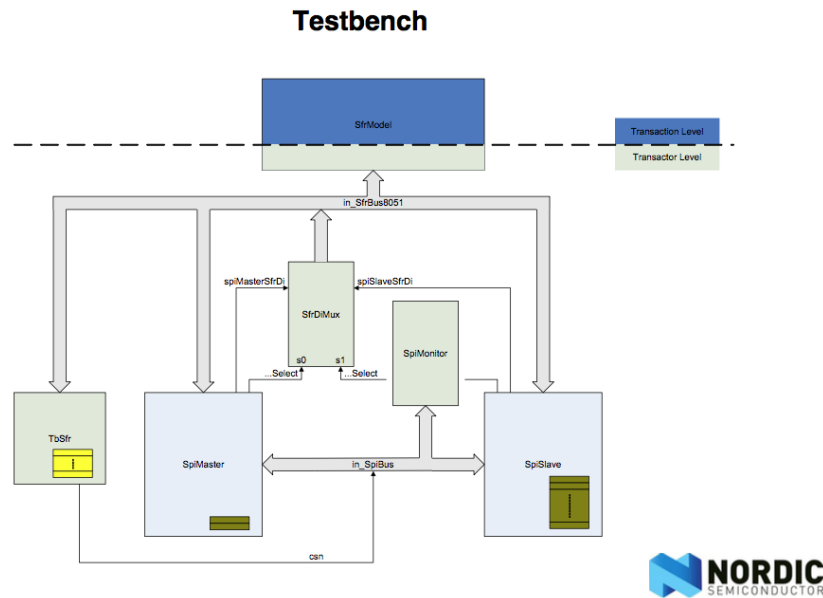 Testbench
SfrModel
Transaction Level
Transactor Level
in_SfrBus8051
spiMasterSfrDi
spiSlaveSfrDi
SfrDiMux
s0
s1
SpiMonitor
...Select
...Select
TbSfr
SpiMaster
in_SpiBus
SpiSlave
csn
NORDIC
SEMICONDUCTOR